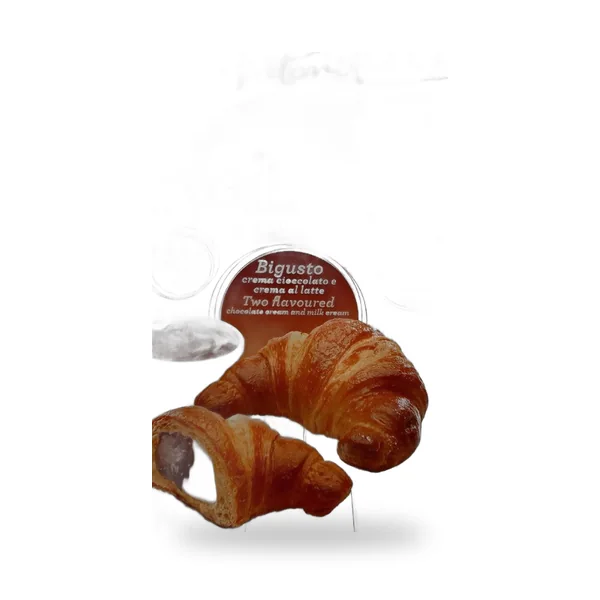 Bigusto
crema cioccolato e
crema al latte
Two flavoured
chocolate cream and milk cream